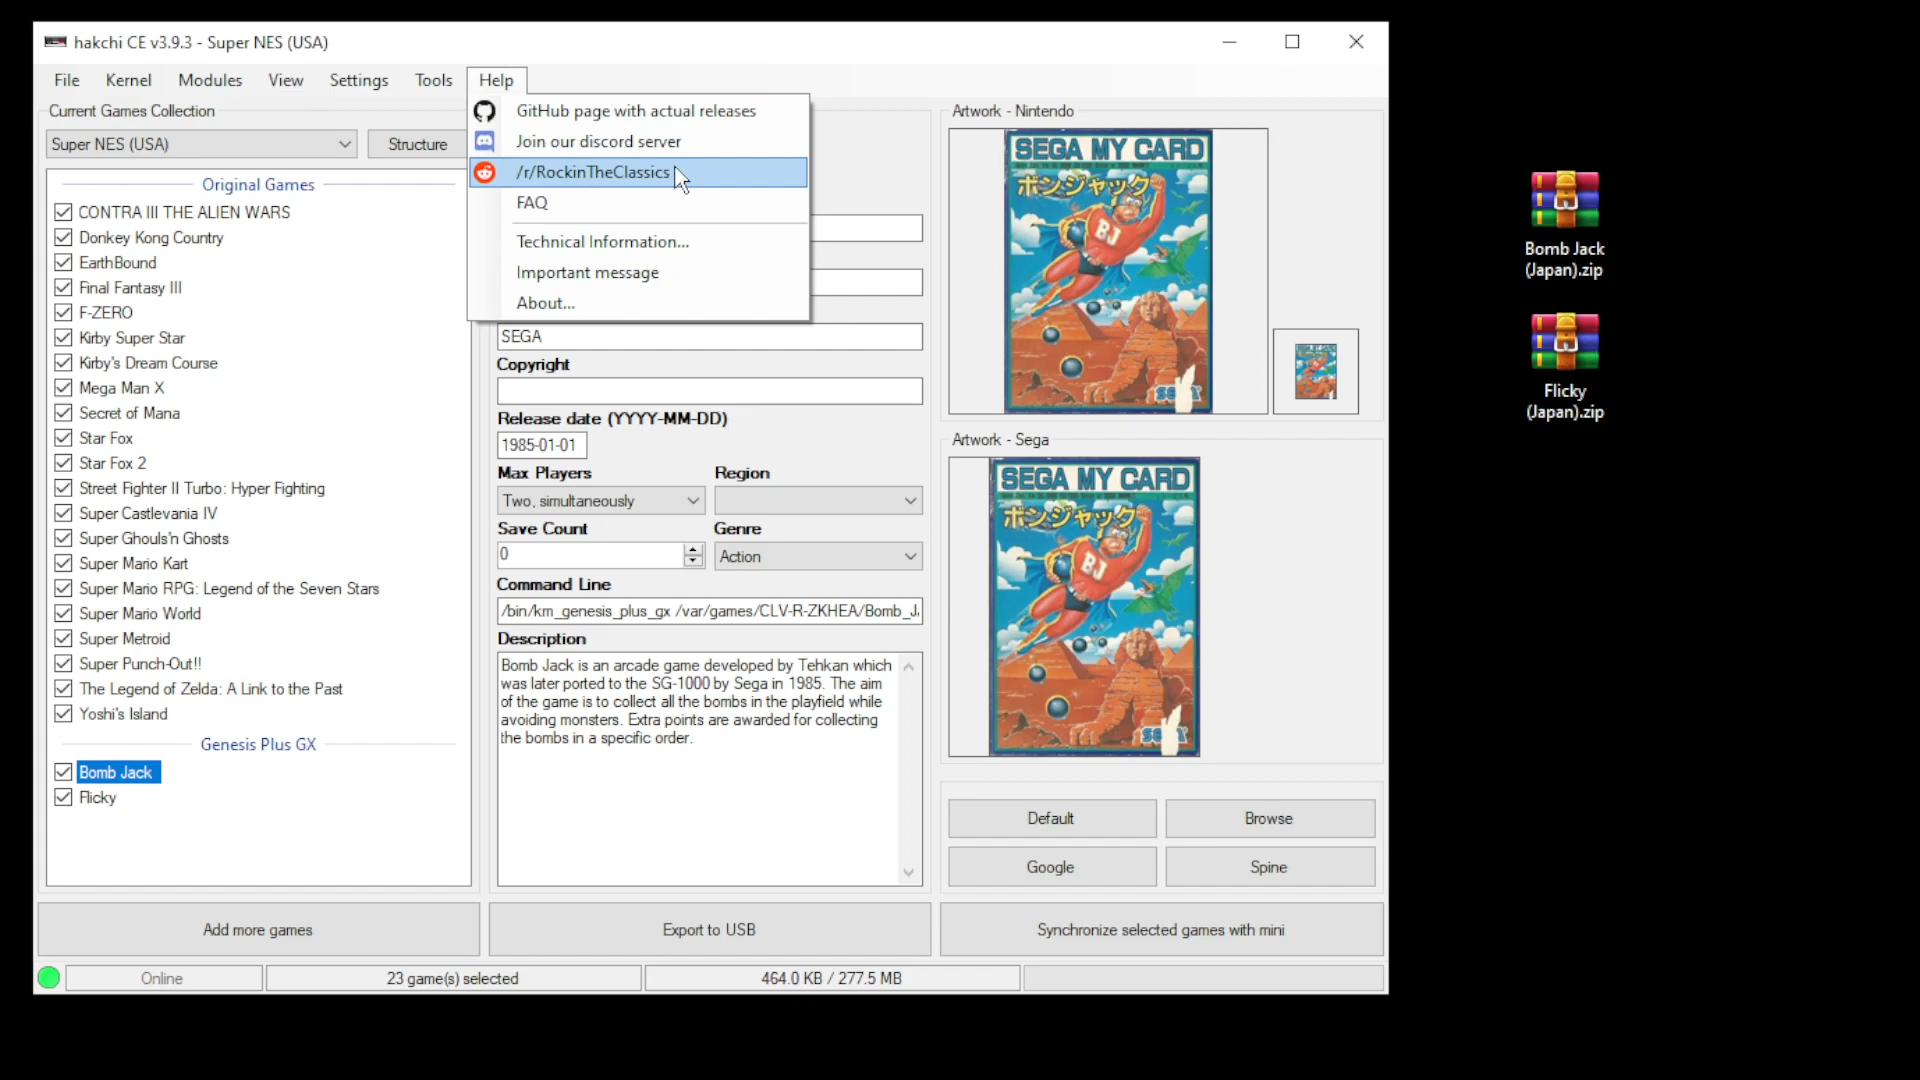 hakchi CE v3.9.3 - Super NES (USA)
File Kernel Modules View Settings Tools Help
Current Games Collection
Super NES (USA)
Structure
Original Games
CONTRA III THE ALIEN WARS
Donkey Kong Country
EarthBound
Final Fantasy III
F-ZERO
Kirby Super Star
Kirby's Dream Course
Mega Man X
Secret of Mana
Star Fox
Star Fox 2
Street Fighter II Turbo: Hyper Fighting
Super Castlevania IV
Super Ghouls'n Ghosts
Super Mario Kart
Super Mario RPG: Legend of the Seven Stars
Super Mario World
Super Metroid
Super Punch-Out!!
The Legend of Zelda: A Link to the Past
Yoshi's Island
Genesis Plus GX
Bomb Jack
Flicky
GitHub page with actual releases
Join our discord server
/r/RockinTheClassics
FAQ
Technical Information...
Important message
About...
SEGA
Copyright
Release date (YYYY-MM-DD)
1985-01-01
Max Players
Region
Two, simultaneously
Save Count
Genre
0
Action
Command Line
/bin/km_genesis_plus_gx /var/games/CLV-R-ZKHEA/Bomb_J
Description
Bomb Jack is an arcade game developed by Tehkan which
was later ported to the SG-1000 by Sega in 1985. The aim
of the game is to collect all the bombs in the playfield while
avoiding monsters. Extra points are awarded for collecting
the bombs in a specific order.
Artwork - Nintendo
SEGA MY CARD
ボンジャック
BJ
Artwork - Sega
SEGA MY CARD
ボンジャック
BJ
Default
Browse
Google
Spine
Add more games
Export to USB
Synchronize selected games with mini
Online
23 game(s) selected
464.0 KB / 277.5 MB
Bomb Jack
(Japan).zip
Flicky
(Japan).zip